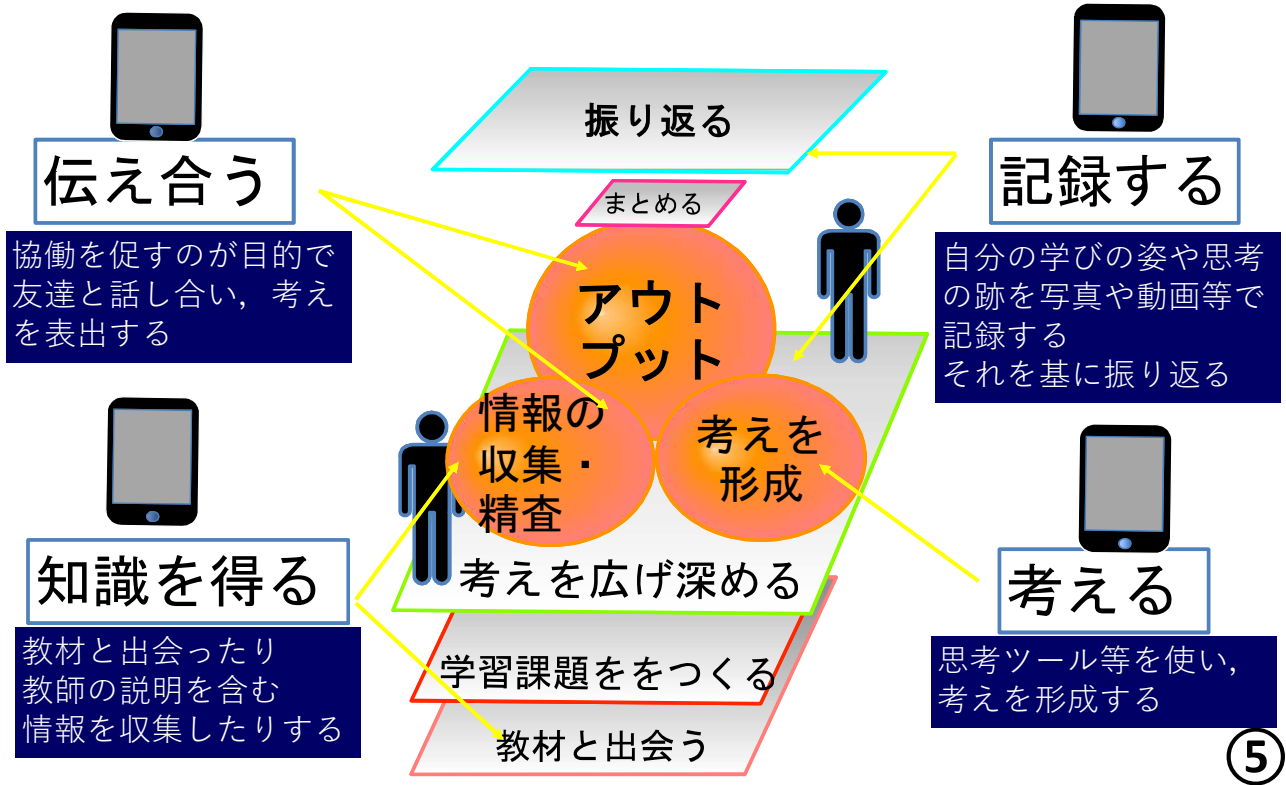 伝え合う
協働を促すのが目的で
友達と話し合い，考え
を表出する
知識を得る
教材と出会ったり
教師の説明を含む
情報を収集したりする
振り返る
まとめる
アウト
プット
情報の
収集・
精査
考えを
形成
考えを広げ深める
学習課題ををつくる
教材と出会う
記録する
自分の学びの姿や思考
の跡を写真や動画等で
記録する
それを基に振り返る
考える
思考ツール等を使い，
考えを形成する
⑤